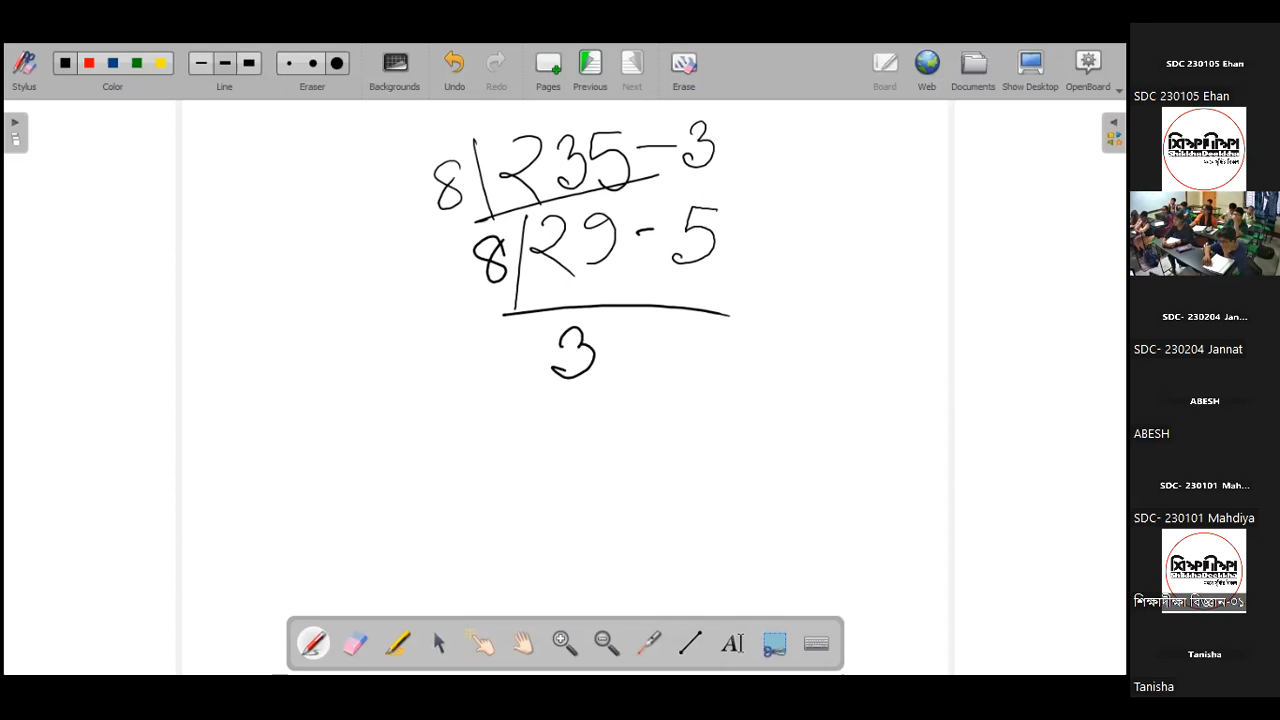 Stylus
Color
Line
Eraser
Backgrounds
Undo
Redo
Pages
Previous
Next
Erase
Board
Web
Documents
Show Desktop
OpenBoard
8 235 — 3
8 29 - 5
3
SDC 230105 Ehan
SDC 230105 Ehan
SDC- 230204 Jan...
SDC- 230204 Jannat
ABESH
ABESH
SDC- 230101 Mah...
SDC- 230101 Mahdiya
শিক্ষাদীক্ষা বিজ্ঞান-০১
Tanisha
Tanisha